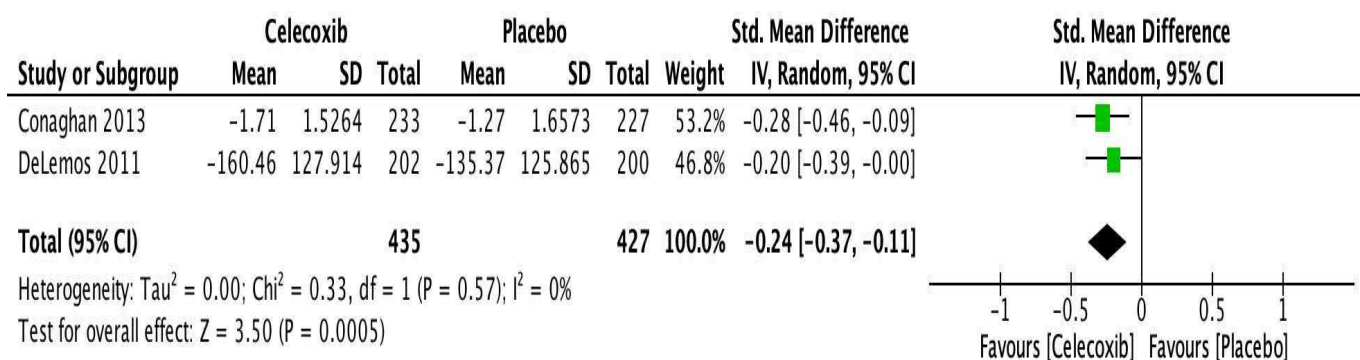 Celecoxib Placebo Std. Mean Difference Std. Mean Difference
Study or Subgroup Mean SD Total Mean SD Total Weight IV, Random, 95% CI IV, Random, 95% CI
Conaghan 2013 −1.71 1.5264 233 −1.27 1.6573 227 53.2% −0.28 [−0.46, −0.09]
DeLemos 2011 −160.46 127.914 202 −135.37 125.865 200 46.8% −0.20 [−0.39, −0.00]
Total (95% CI) 435 427 100.0% −0.24 [−0.37, −0.11]
Heterogeneity: Tau² = 0.00; Chi² = 0.33, df = 1 (P = 0.57); I² = 0%
Test for overall effect: Z = 3.50 (P = 0.0005)
−1 −0.5 0 0.5 1
Favours [Celecoxib] Favours [Placebo]